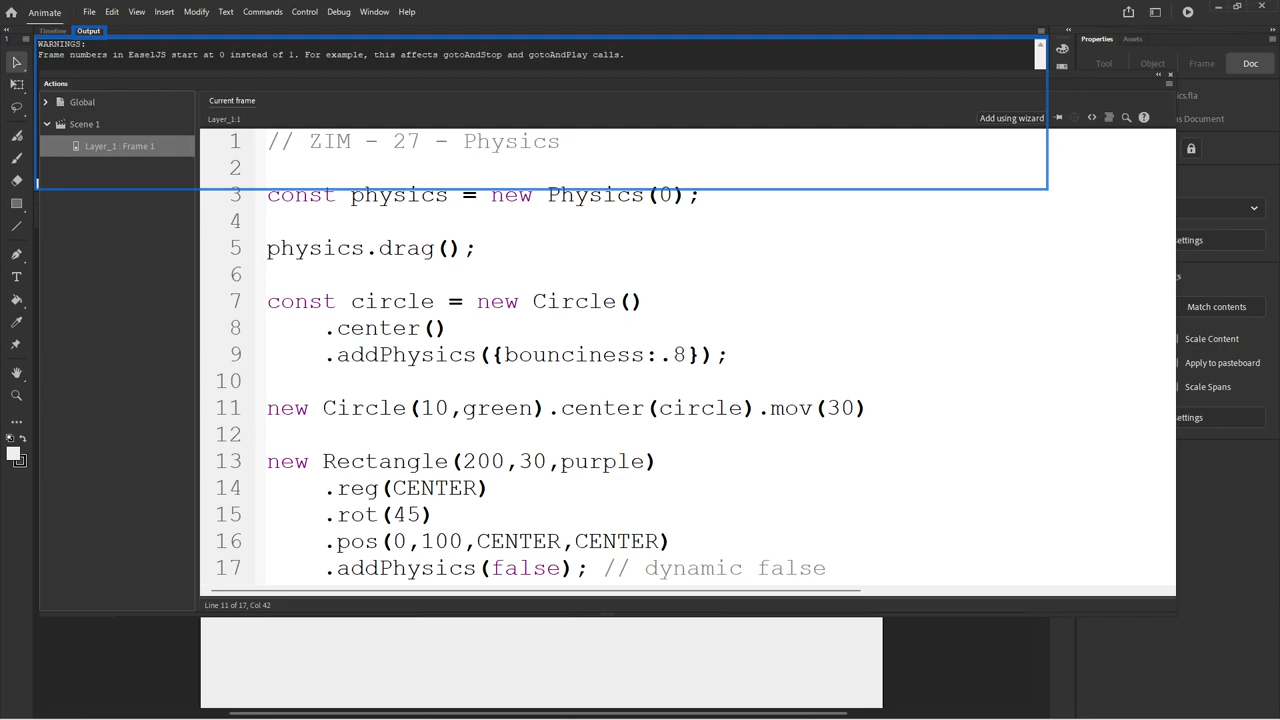 Animate
File Edit View Insert Modify Text Commands Control Debug Window Help
Timeline Output
WARNINGS:
Frame numbers in EaselJS start at 0 instead of 1. For example, this affects gotoAndStop and gotoAndPlay calls.
Properties Assets
Tool Object Frame Doc
Actions
Global
Scene 1
Layer_1 : Frame 1
Current frame
Layer_1:1
Add using wizard
1 // ZIM - 27 - Physics
2
3 const physics = new Physics(0);
4
5 physics.drag();
6
7 const circle = new Circle()
8 .center()
9 .addPhysics({bounciness:.8});
10
11 new Circle(10,green).center(circle).mov(30)
12
13 new Rectangle(200,30,purple)
14 .reg(CENTER)
15 .rot(45)
16 .pos(0,100,CENTER,CENTER)
17 .addPhysics(false); // dynamic false
Line 11 of 17, Col 42
ics.fla
s Document
settings
s
Match contents
Scale Content
Apply to pasteboard
Scale Spans
settings